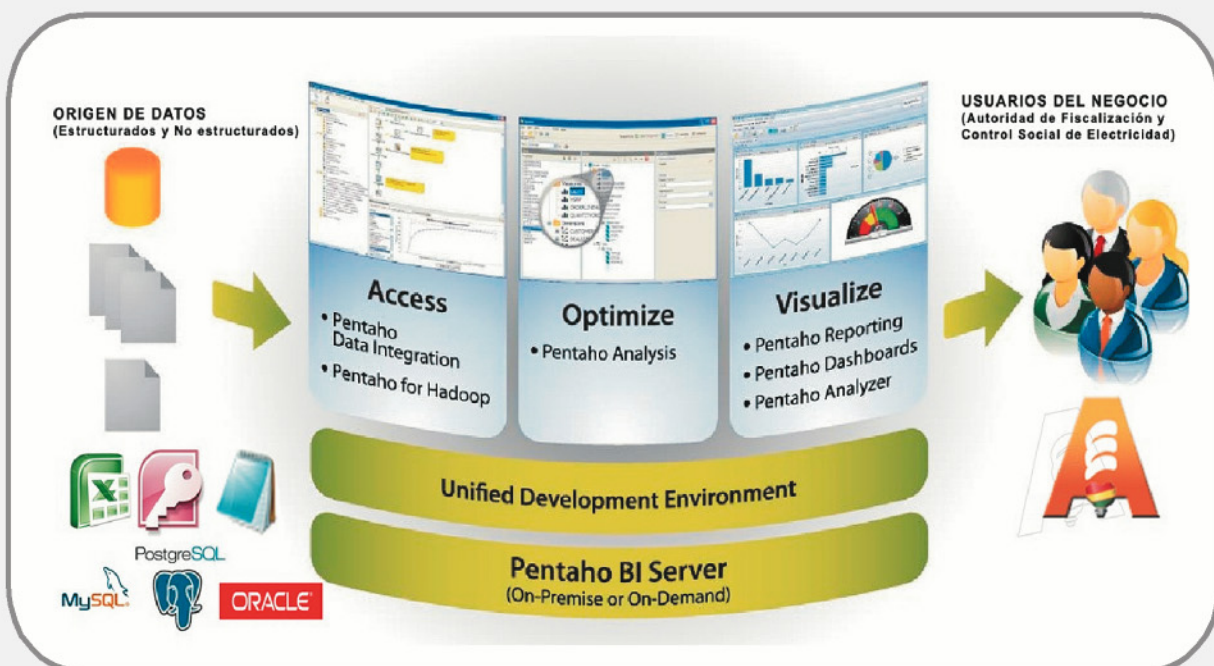 ORIGEN DE DATOS
(Estructurados y No estructurados)
PostgreSQL
MySQL
ORACLE
Access
• Pentaho
Data Integration
• Pentaho for Hadoop
Optimize
• Pentaho Analysis
Visualize
• Pentaho Reporting
• Pentaho Dashboards
• Pentaho Analyzer
Unified Development Environment
Pentaho BI Server
(On-Premise or On-Demand)
USUARIOS DEL NEGOCIO
(Autoridad de Fiscalización y
Control Social de Electricidad)